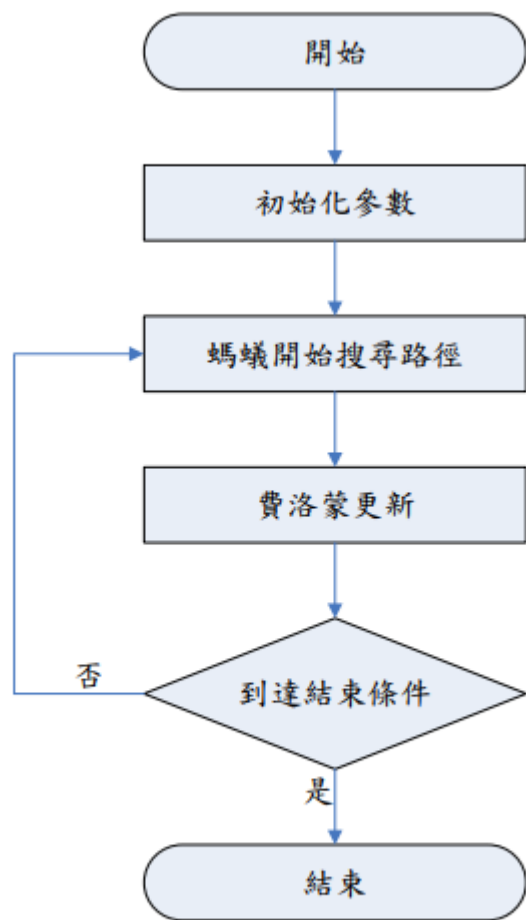 開始
初始化參數
螞蟻開始搜尋路徑
費洛蒙更新
到達結束條件
否
是
結束